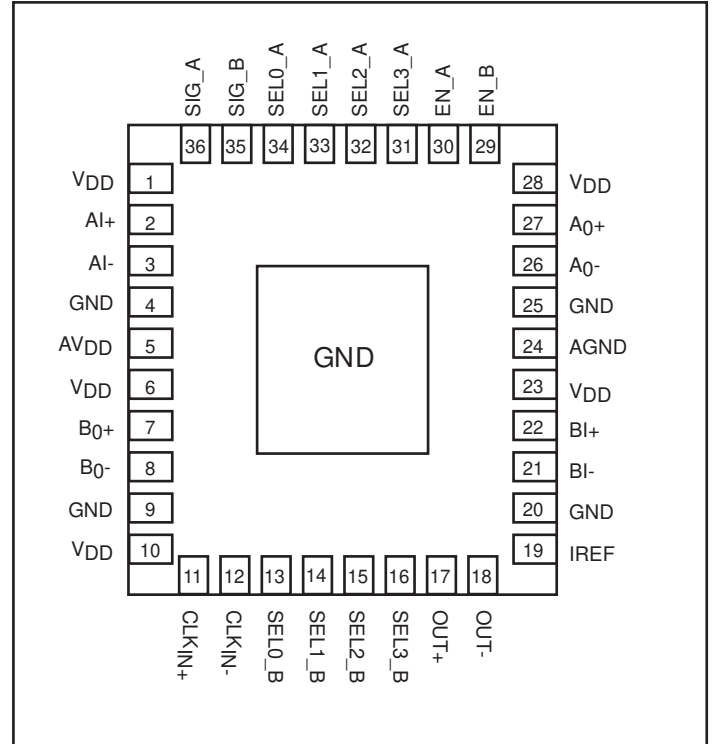 SIG_A SIG_B SEL0_A SEL1_A SEL2_A SEL3_A EN_A EN_B
36 35 34 33 32 31 30 29
VDD 1 28 VDD
AI+ 2 27 A0+
AI- 3 26 A0-
GND 4 25 GND
AVDD 5 24 AGND
GND
VDD 6 23 VDD
B0+ 7 22 BI+
B0- 8 21 BI-
GND 9 20 GND
VDD 10 19 IREF
11 12 13 14 15 16 17 18
CLKIN+ CLKIN- SEL0_B SEL1_B SEL2_B SEL3_B OUT+ OUT-